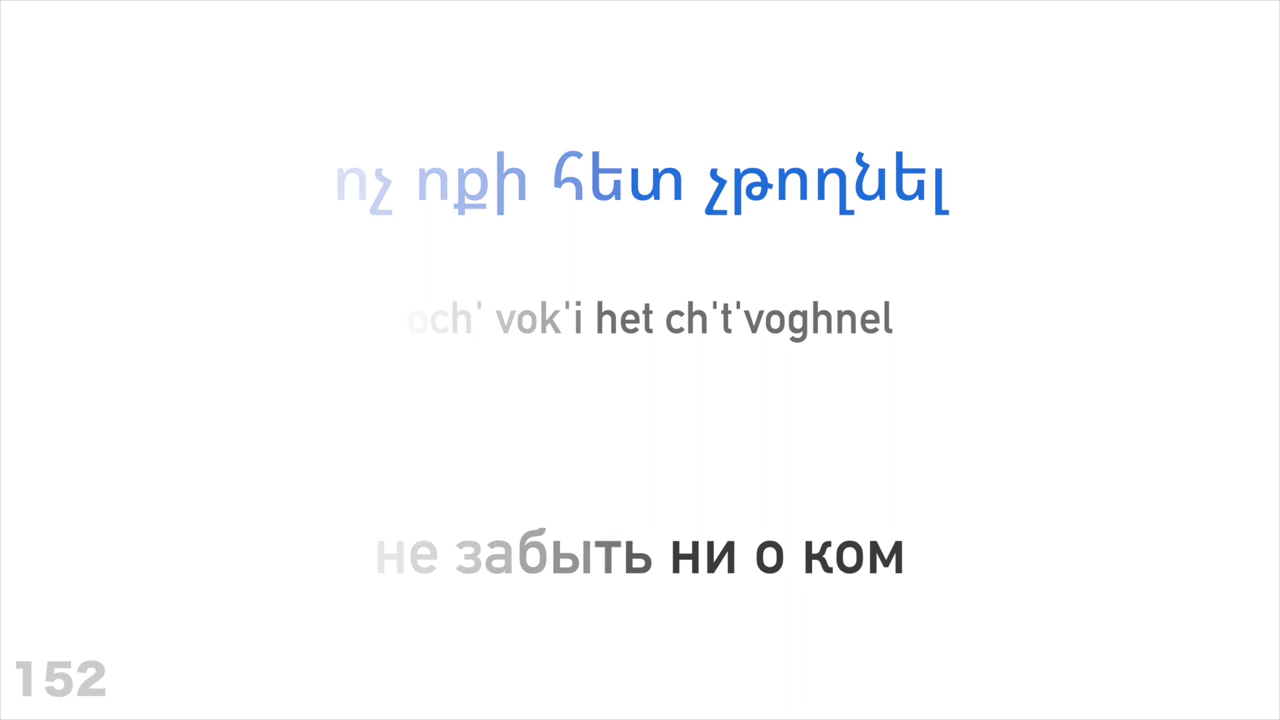 ոչ ոքի հետ չթողնել
och' vok'i het ch't'voghnel
не забыть ни о ком
152